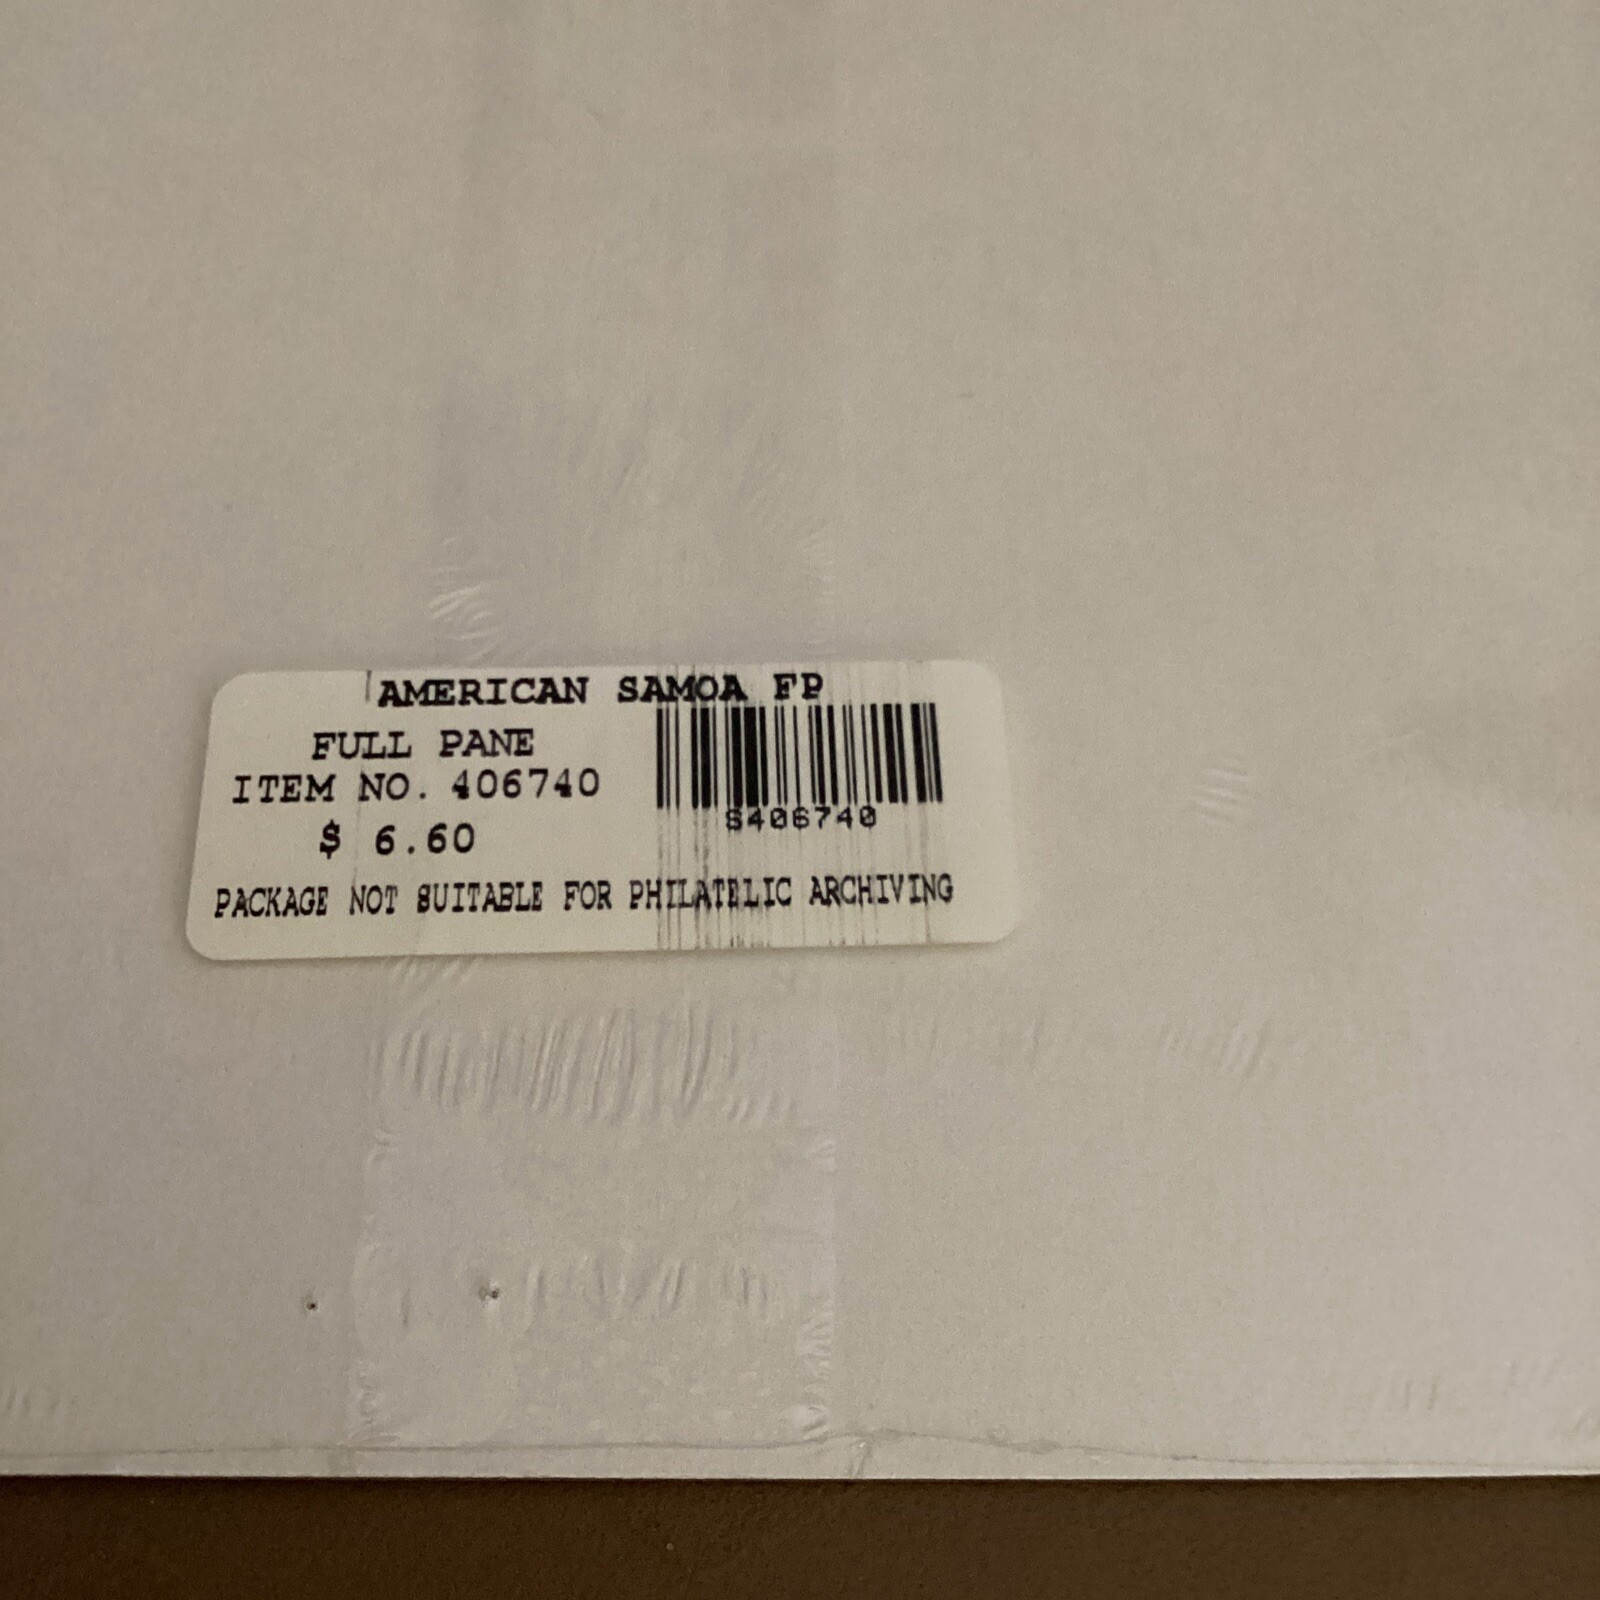 AMERICAN SAMOA FP
FULL PANE
ITEM NO. 406740
$ 6.60
S406740
PACKAGE NOT SUITABLE FOR PHILATELIC ARCHIVING